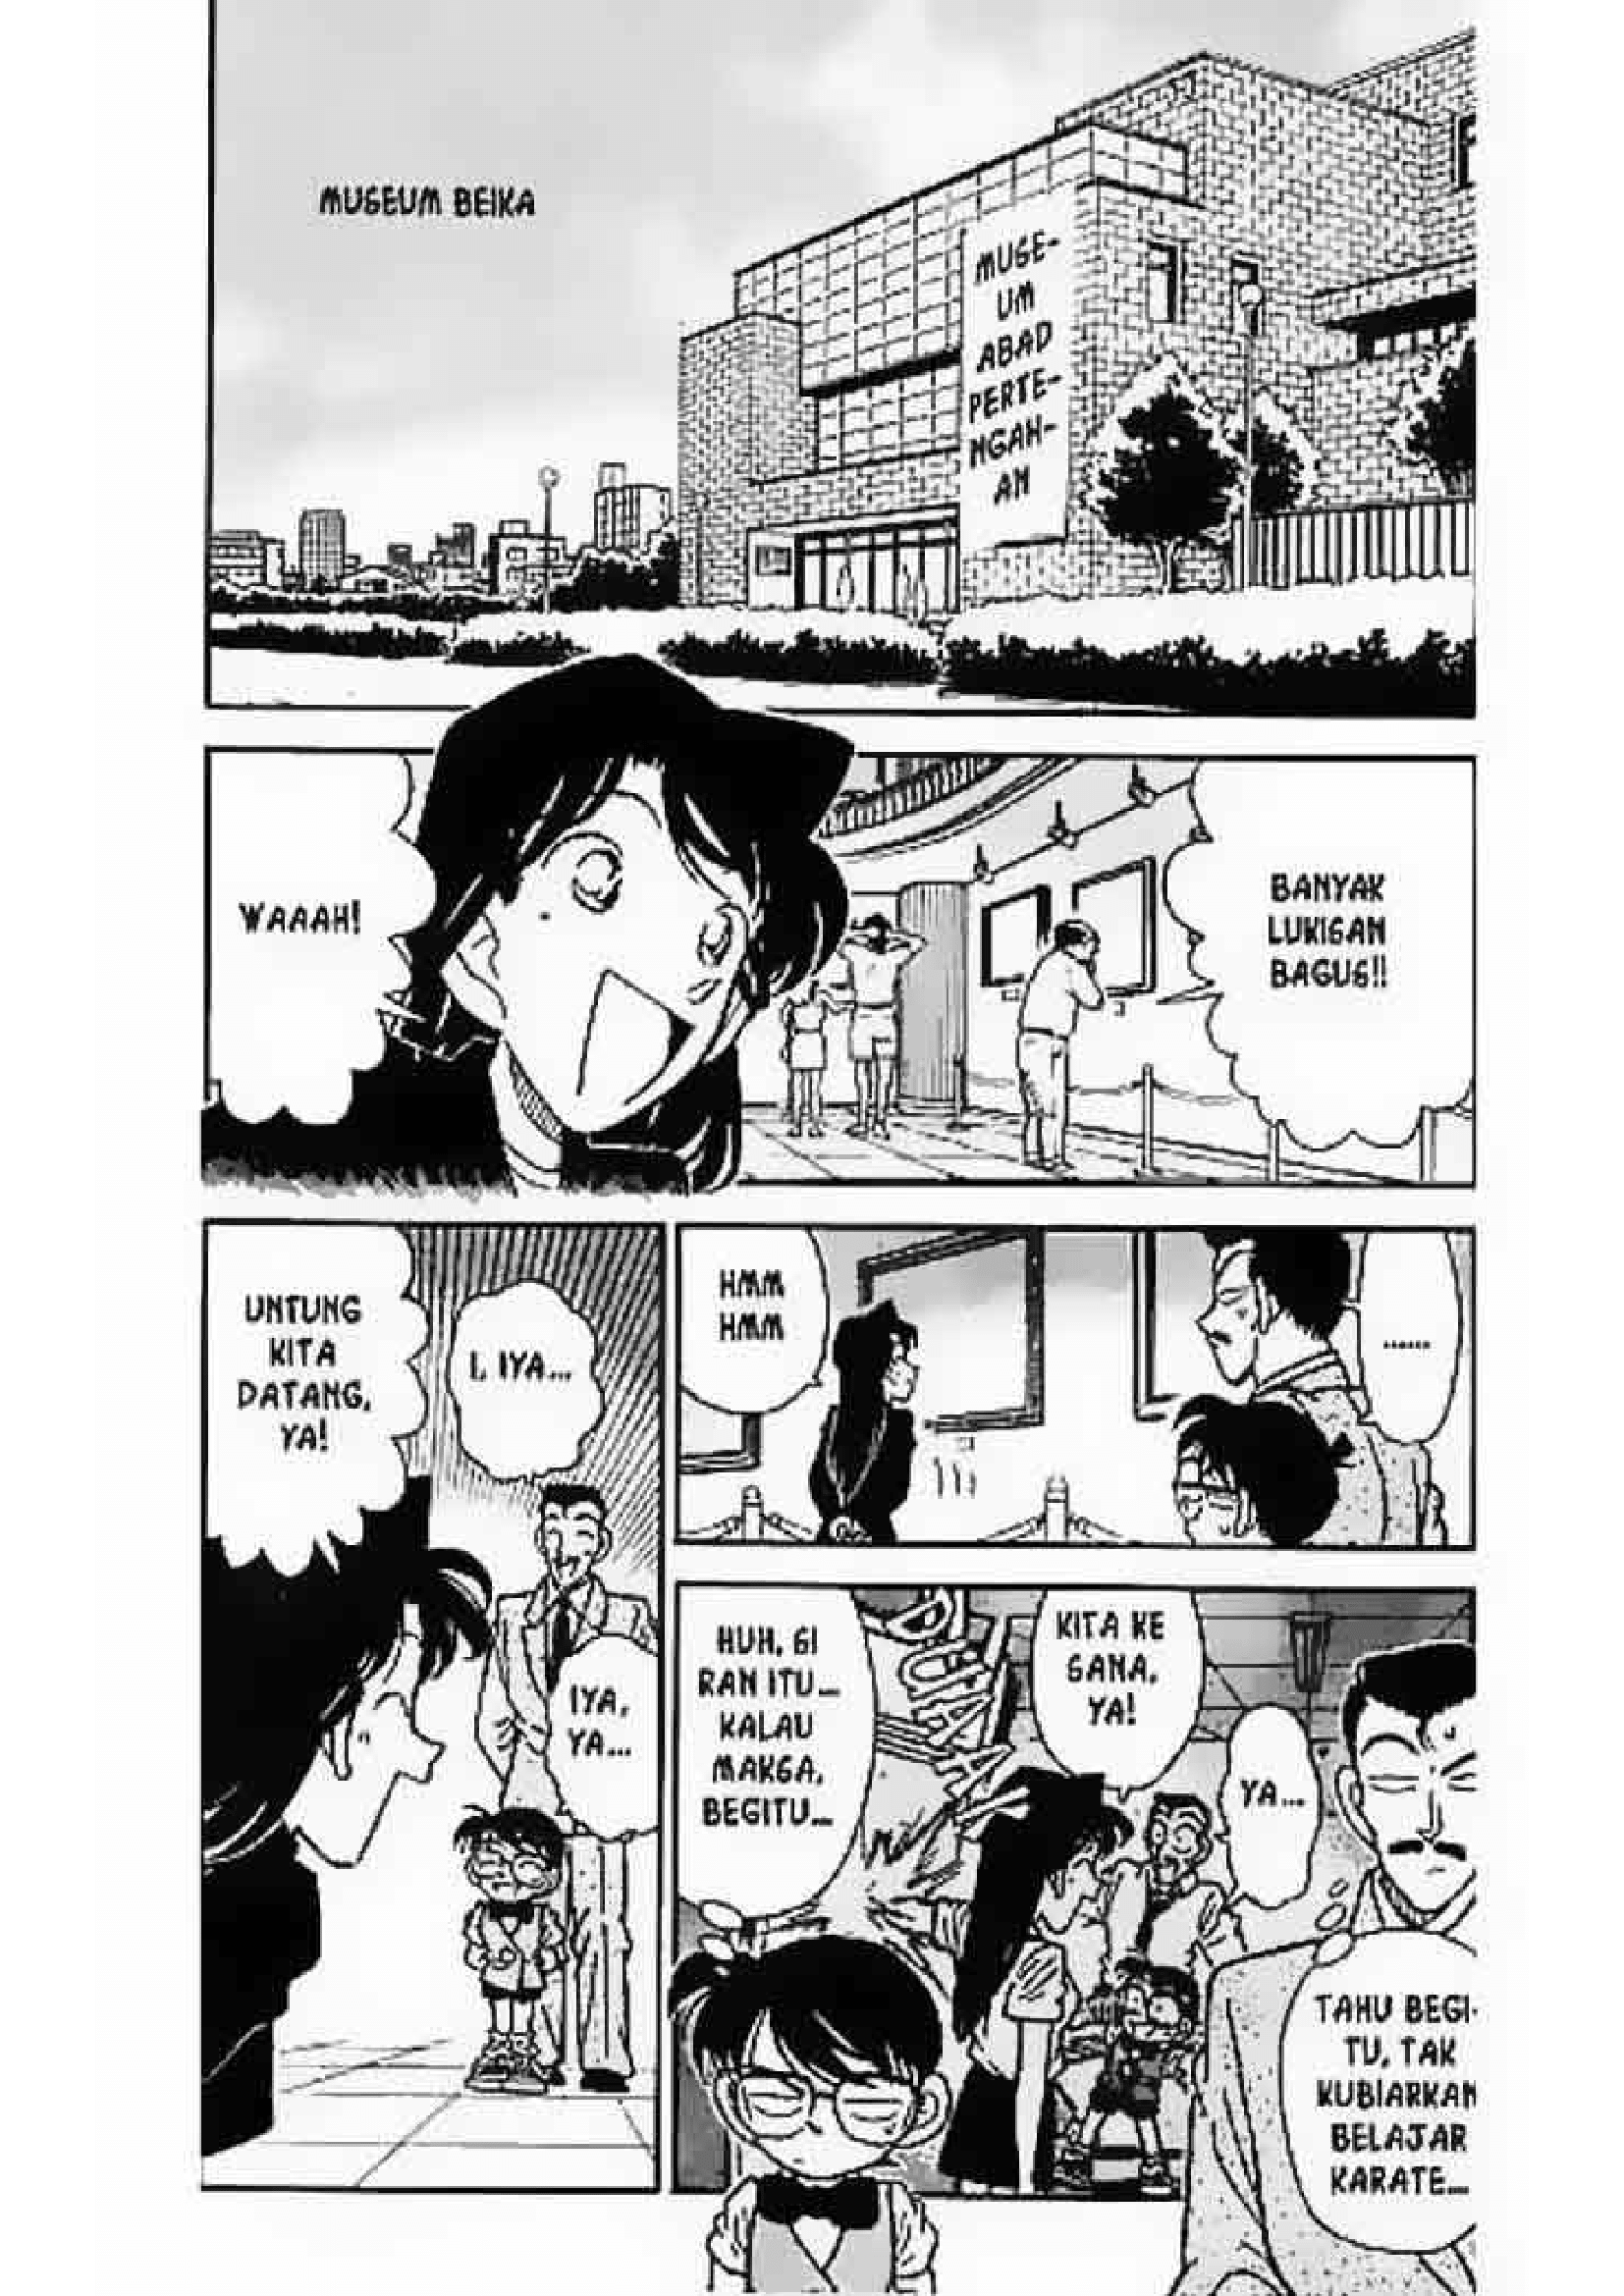 MUSEUM BEIKA
MUSE-
UM
ABAD
PERTE-
NGAH-
AN
BANYAK
LUKISAN
BAGUS!!
WAAAH!
......
HMM
HMM
KITA KE
SANA,
YA!
YA...
DUAAA
HUH, SI
RAN ITU...
KALAU
MAKSA,
BEGITU...
TAHU BEGI-
TU, TAK
KUBIARKAN
BELAJAR
KARATE...
UNTUNG
KITA
DATANG,
YA!
I, IYA...
IYA,
YA...